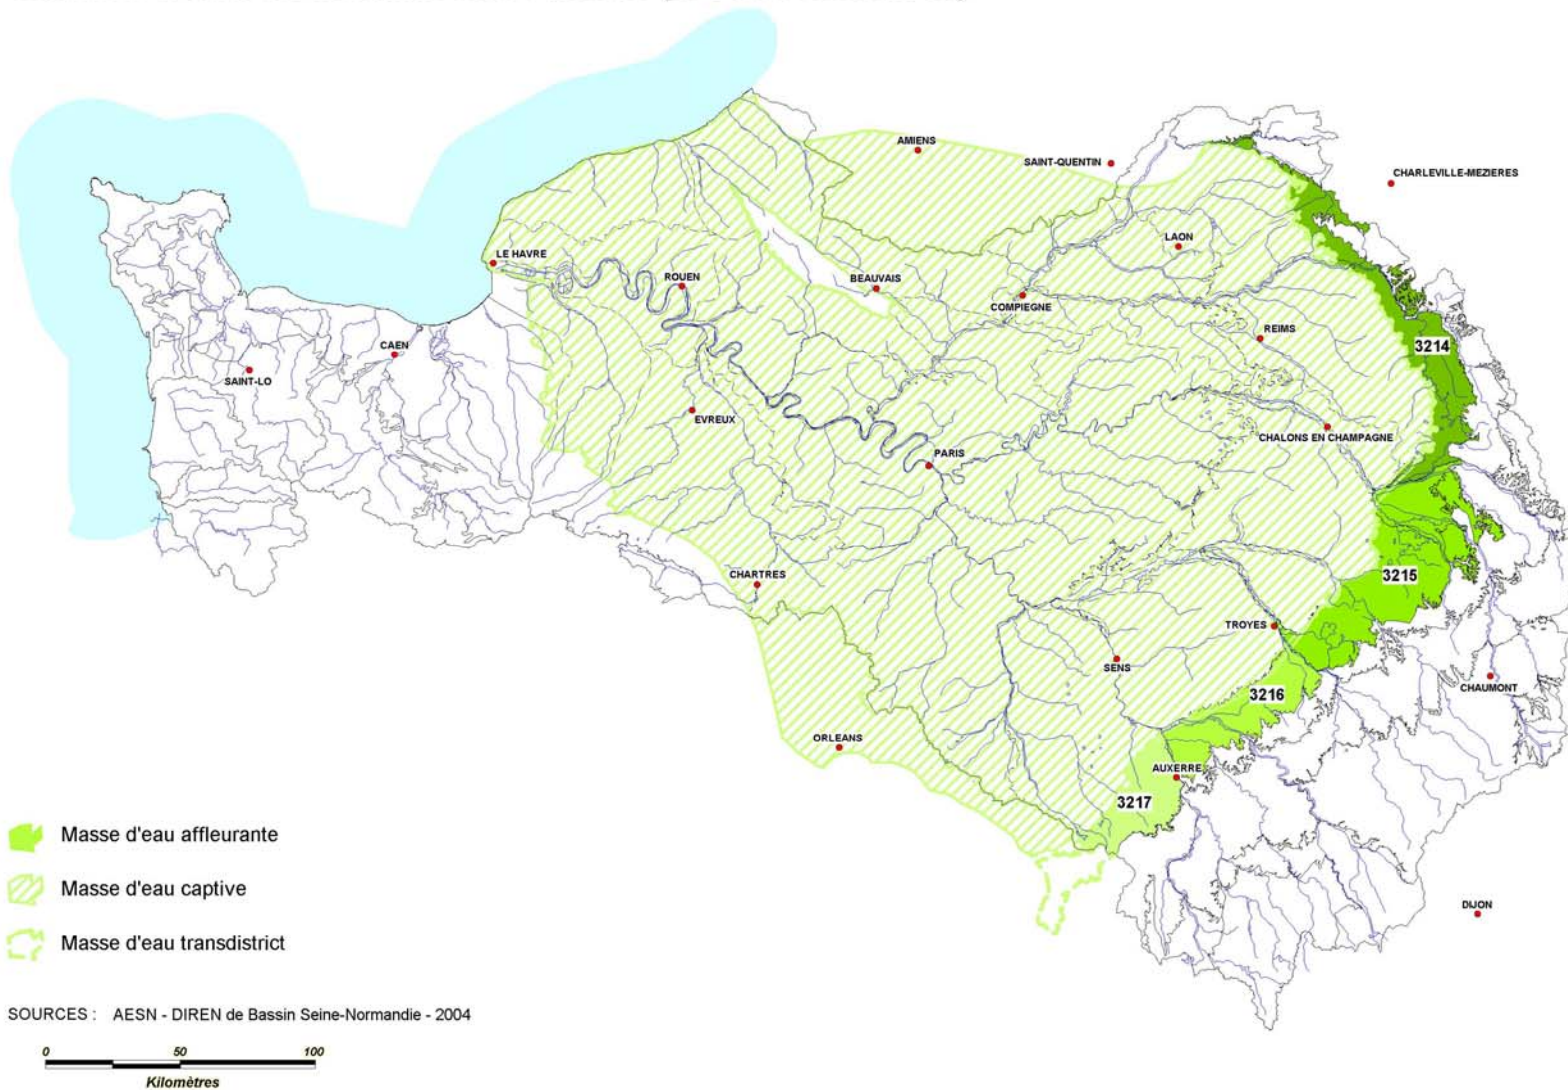 AMIENS
SAINT-QUENTIN
CHARLEVILLE-MEZIERES
LAON
LE HAVRE
ROUEN
BEAUVAIS
COMPIEGNE
REIMS
3214
CAEN
SAINT-LO
EVREUX
CHALONS EN CHAMPAGNE
PARIS
CHARTRES
3215
TROYES
SENS
CHAUMONT
3216
ORLEANS
AUXERRE
3217
Masse d'eau affleurante
Masse d'eau captive
DIJON
Masse d'eau transdistrict
SOURCES : AESN - DIREN de Bassin Seine-Normandie - 2004
0 50 100
Kilomètres